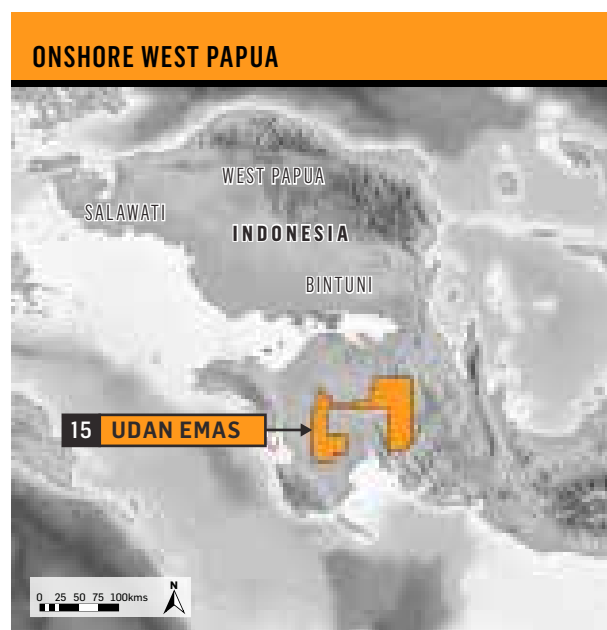 ONSHORE WEST PAPUA
WEST PAPUA
SALAWATI
INDONESIA
BINTUNI
15 UDAN EMAS
N
0 25 50 75 100kms